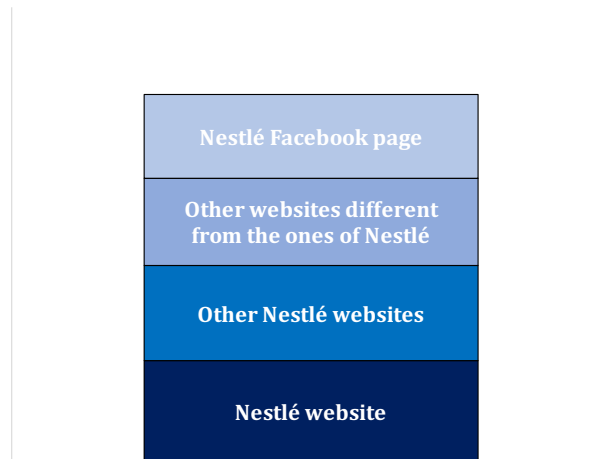 Nestlé Facebook page
Other websites different
from the ones of Nestlé
Other Nestlé websites
Nestlé website